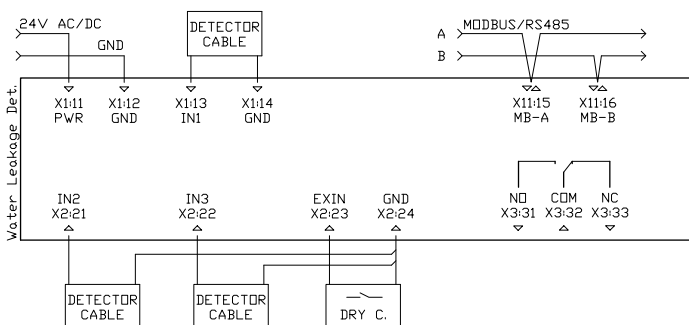 24V AC/DC
GND
DETECTOR
CABLE
A
MODBUS/RS485
B
Water Leakage Det.
X1:11
PWR
X1:12
GND
X1:13
IN1
X1:14
GND
X11:15
MB-A
X11:16
MB-B
IN2
X2:21
IN3
X2:22
EXIN
X2:23
GND
X2:24
NO
X3:31
COM
X3:32
NC
X3:33
DETECTOR
CABLE
DETECTOR
CABLE
DRY C.